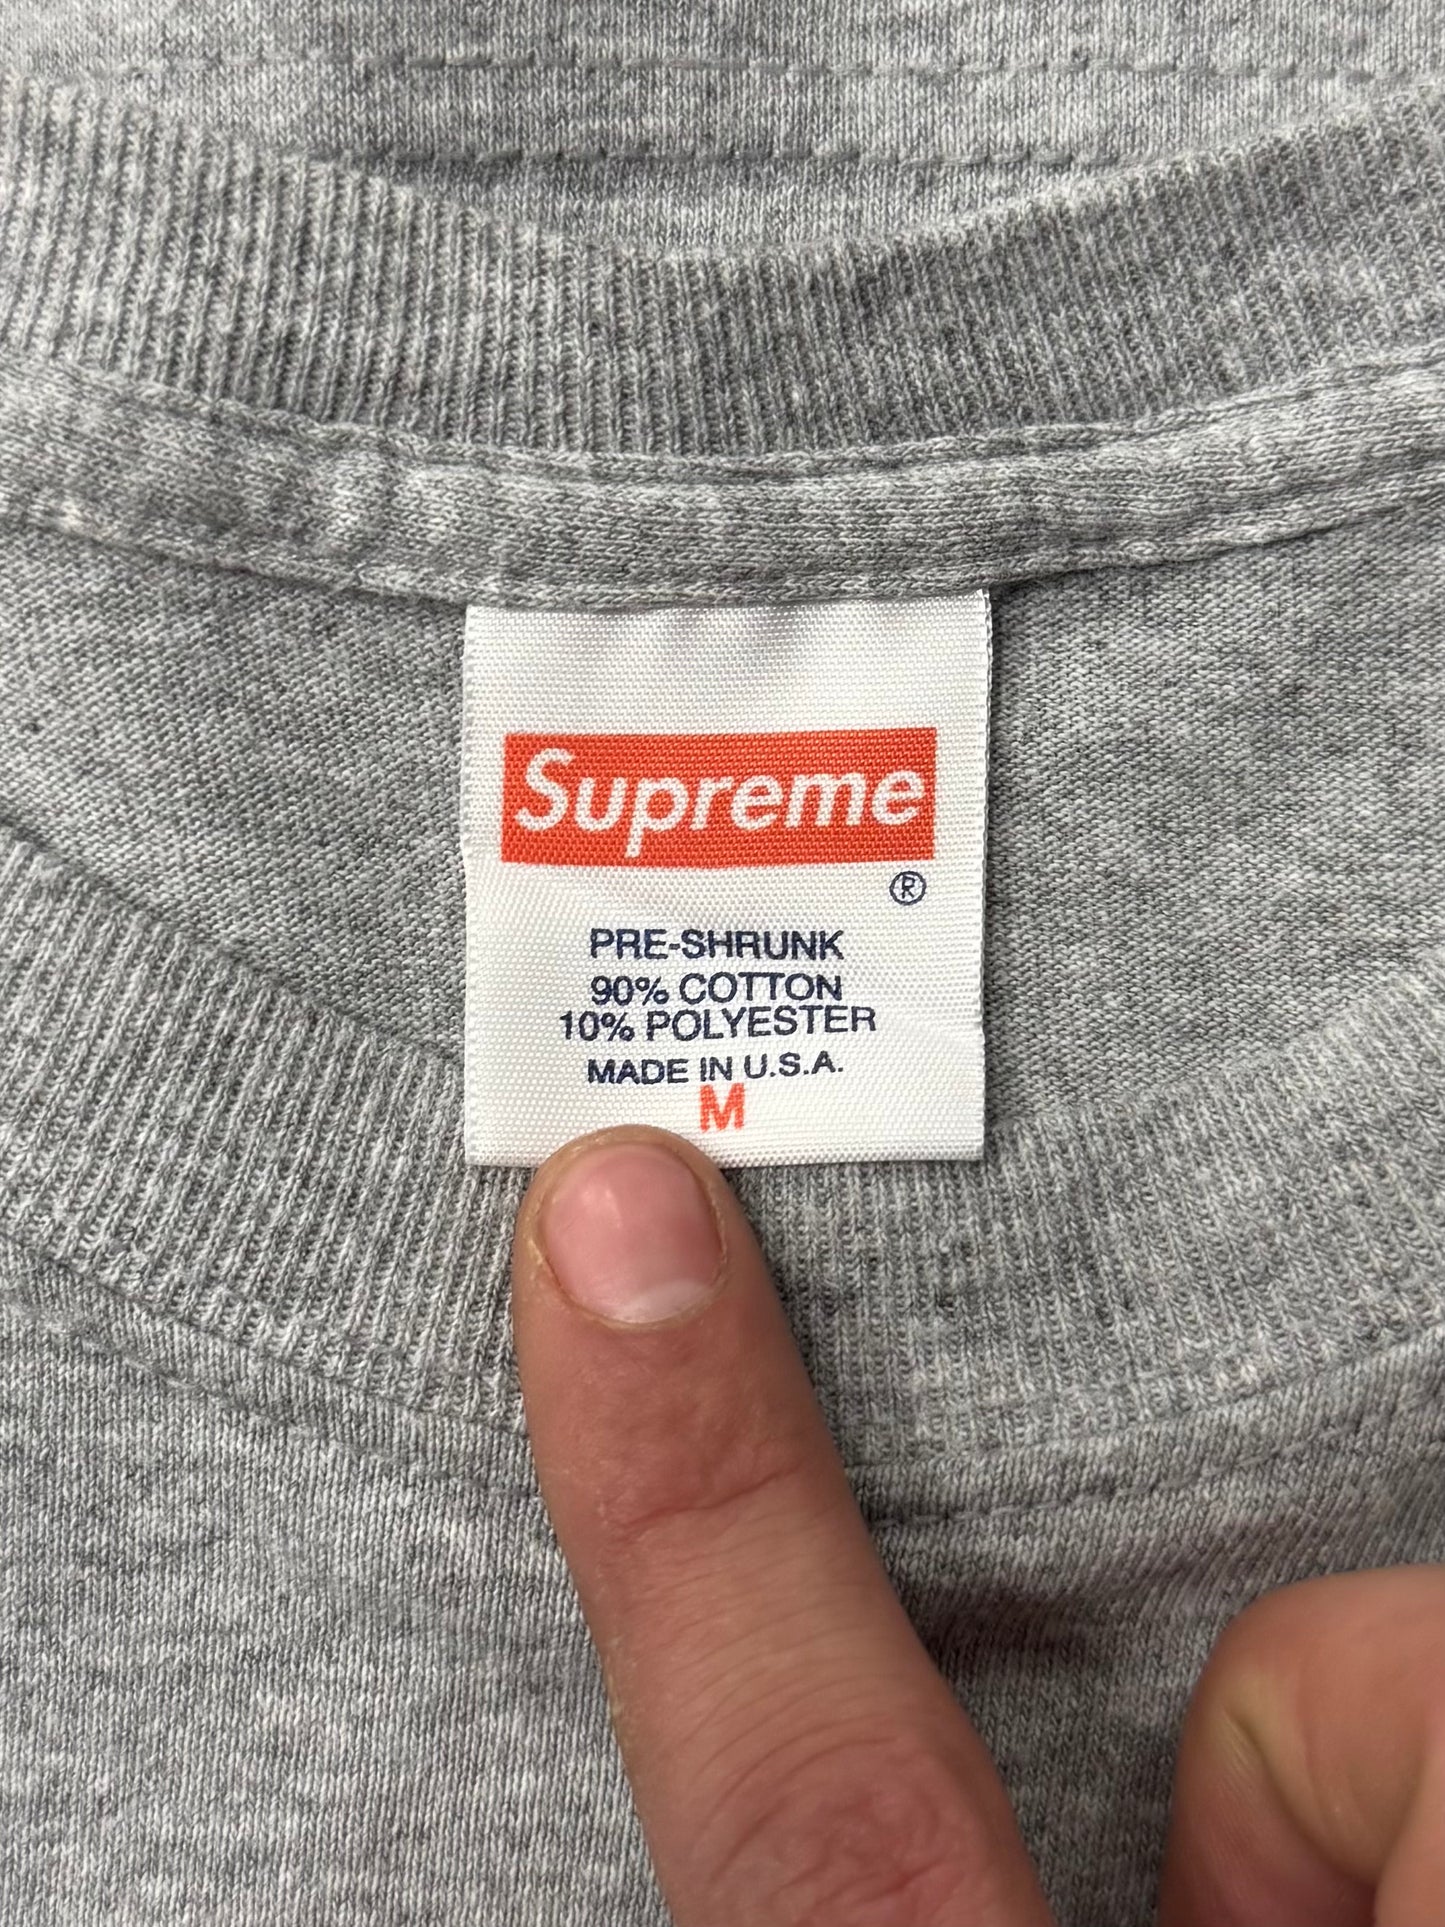 Supreme
®
PRE-SHRUNK
90% COTTON
10% POLYESTER
MADE IN U.S.A.
M